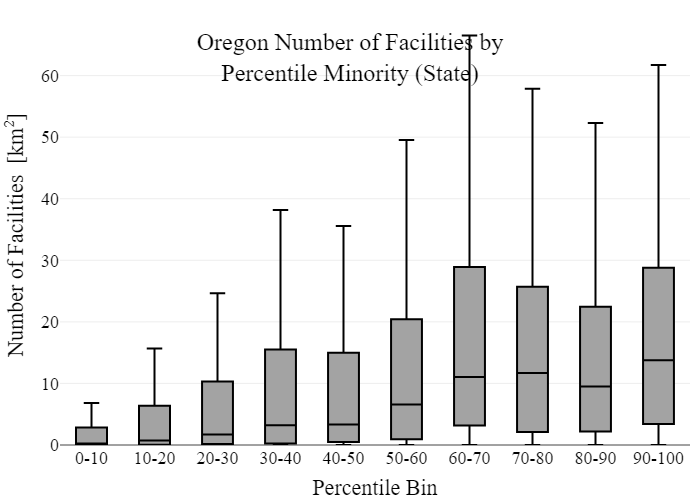 Oregon Number of Facilities by
Percentile Minority (State)
Number of Facilities [km²]
60
50
40
30
20
10
0
0-10 10-20 20-30 30-40 40-50 50-60 60-70 70-80 80-90 90-100
Percentile Bin